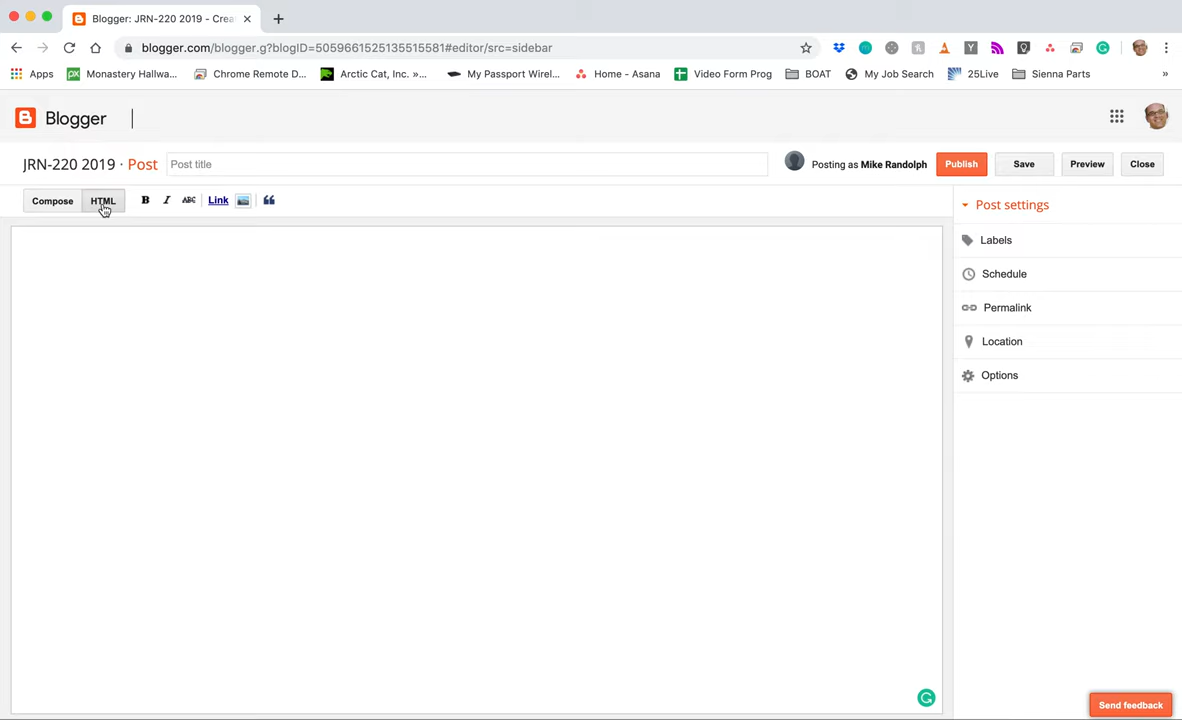 Blogger: JRN-220 2019 - Crea
blogger.com/blogger.g?blogID=5059661525135515581#editor/src=sidebar
Apps Monastery Hallwa... Chrome Remote D... Arctic Cat, Inc. »... My Passport Wirel... Home - Asana Video Form Prog BOAT My Job Search 25Live Sienna Parts »
Blogger
JRN-220 2019 · Post Post title Posting as Mike Randolph Publish Save Preview Close
Compose HTML B I ABC Link
Post settings
Labels
Schedule
Permalink
Location
Options
Send feedback